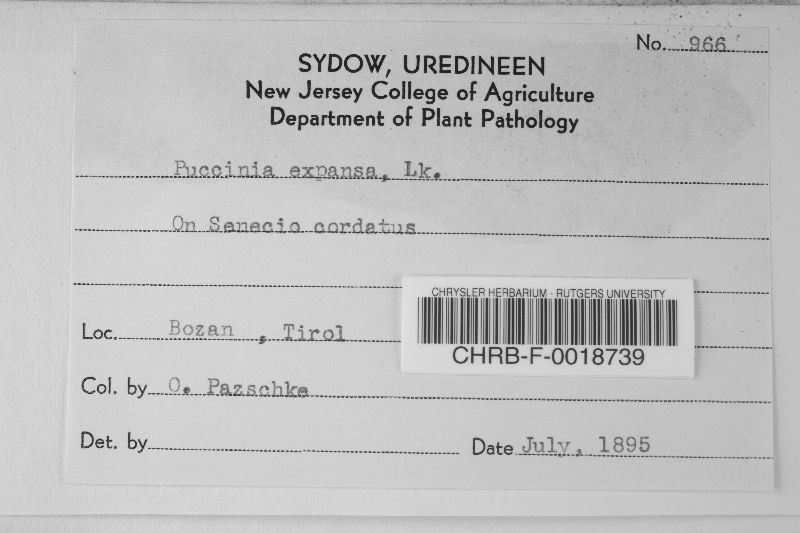 No. 966
SYDOW, UREDINEEN
New Jersey College of Agriculture
Department of Plant Pathology
Puccinia expansa, Lk.
On Senecio cordatus
CHRYSLER HERBARIUM - RUTGERS UNIVERSITY
CHRB-F-0018739
Loc. Bozan , Tirol
Col. by O. Pazschke
Det. by
Date July, 1895